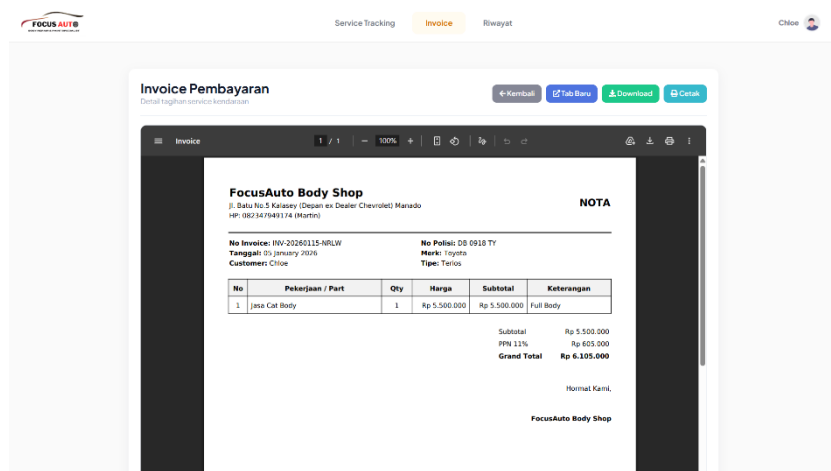 FOCUS AUTO
Service Tracking Invoice Riwayat Chloe
Invoice Pembayaran
Detail tagihan service kendaraan
Kembali Tab Baru Download Cetak
Invoice 1 / 1 100%
FocusAuto Body Shop
Jl. Batu No.5 Kalasey (Depan ex Dealer Chevrolet) Manado
HP: 082347949174 (Martin)
NOTA
No Invoice: INV-20260115-NRLW No Polisi: DB 0918 TY
Tanggal: 05 January 2026 Merk: Toyota
Customer: Chloe Tipe: Terios
No Pekerjaan / Part Qty Harga Subtotal Keterangan
1 Jasa Cat Body 1 Rp 5.500.000 Rp 5.500.000 Full Body
Subtotal Rp 5.500.000
PPN 11% Rp 605.000
Grand Total Rp 6.105.000
Hormat Kami,
FocusAuto Body Shop